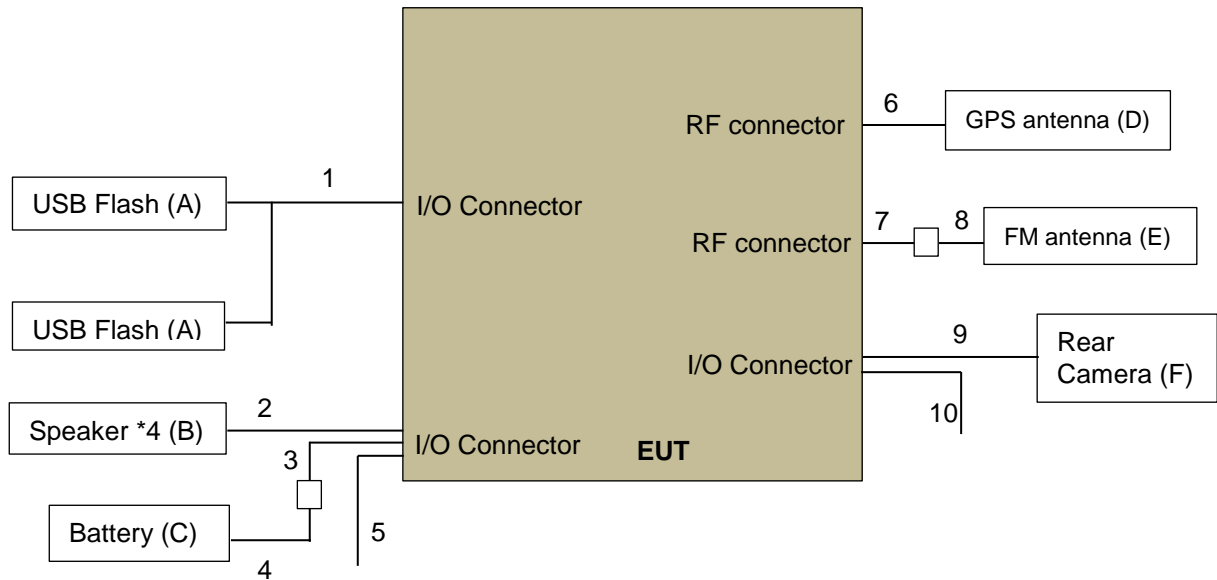 6
RF connector
GPS antenna (D)
1
USB Flash (A)
I/O Connector
7
8
RF connector
FM antenna (E)
USB Flash (A)
9
Rear
Camera (F)
I/O Connector
10
2
Speaker *4 (B)
I/O Connector
EUT
3
Battery (C)
5
4